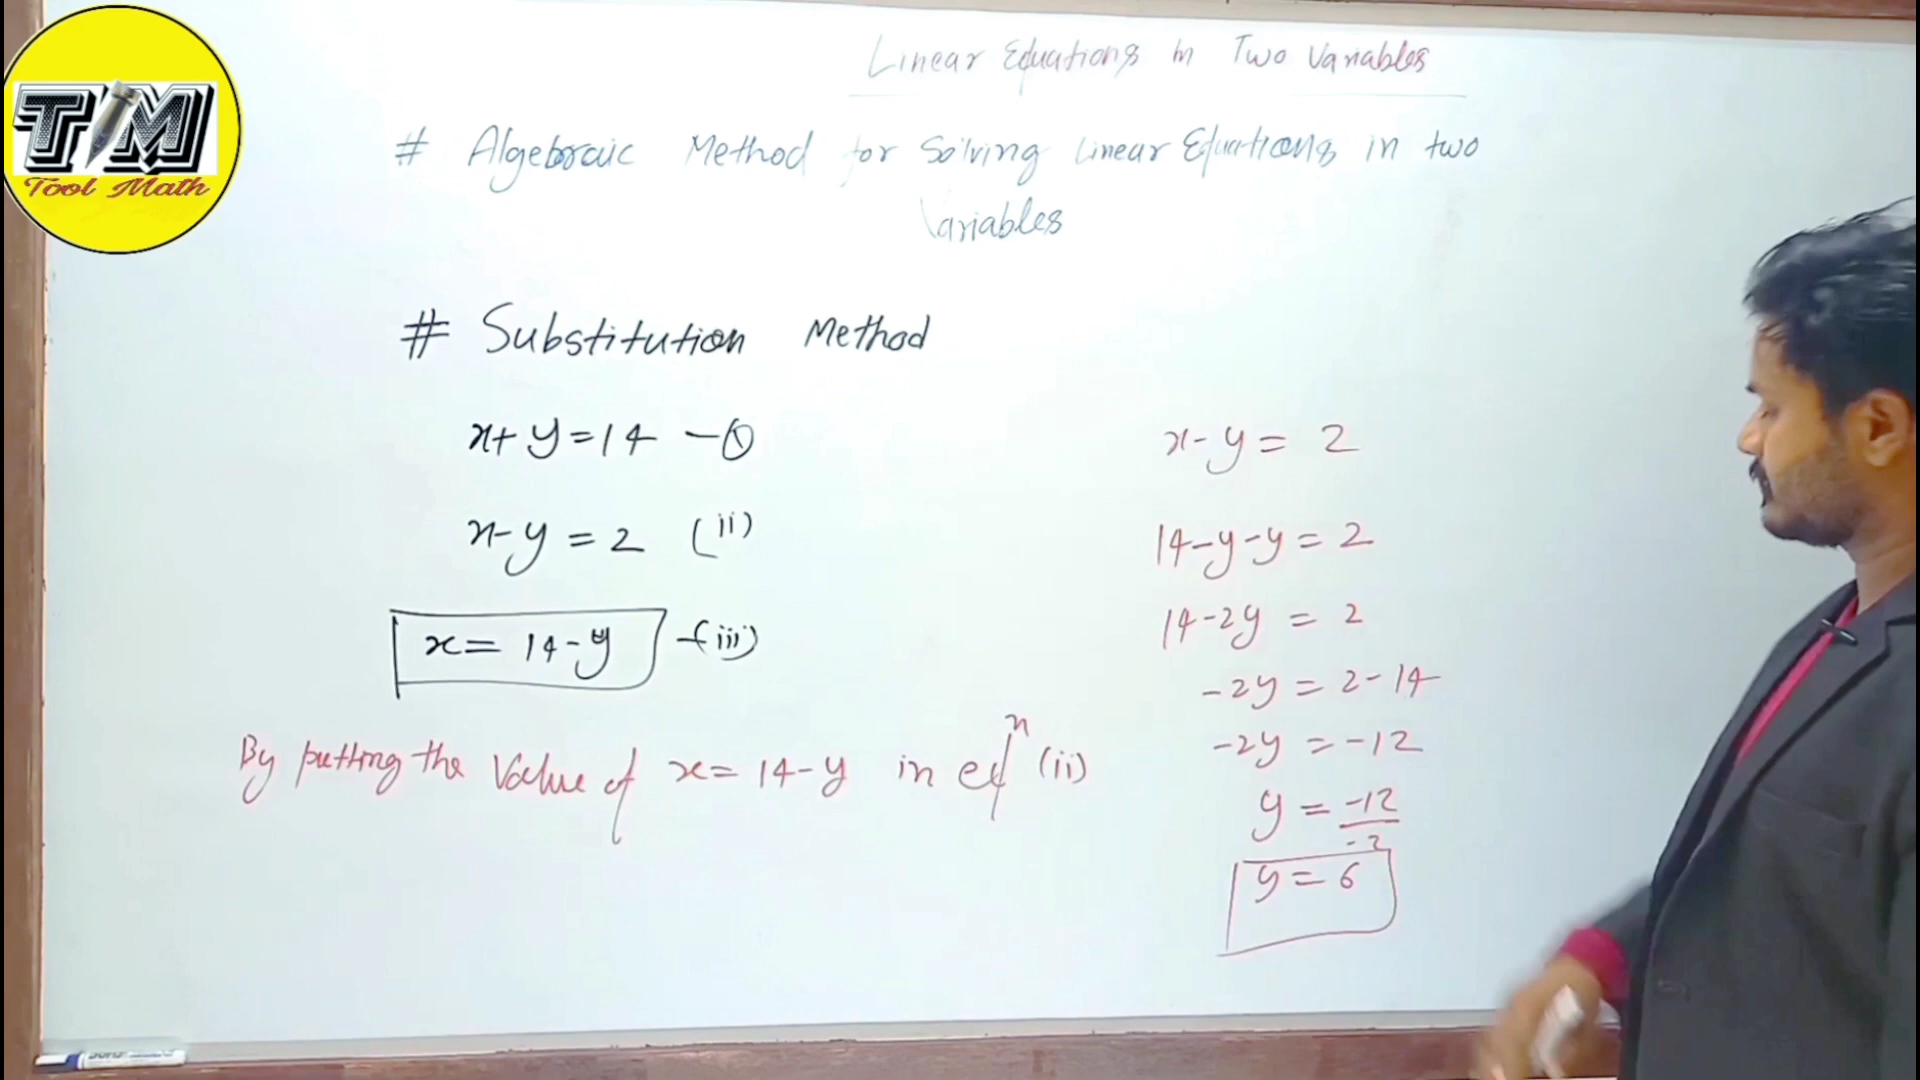 TM
Tool Math
Linear Equations in Two Variables
# Algebraic Method for Solving Linear Equations in two
Variables
# Substitution Method
x+y=14 -①
x-y=2 (ii)
x=14-y -(iii)
By putting the Value of x=14-y in eqⁿ (ii)
x-y=2
14-y-y=2
14-2y=2
-2y=2-14
-2y=-12
y=-12/-2
y=6